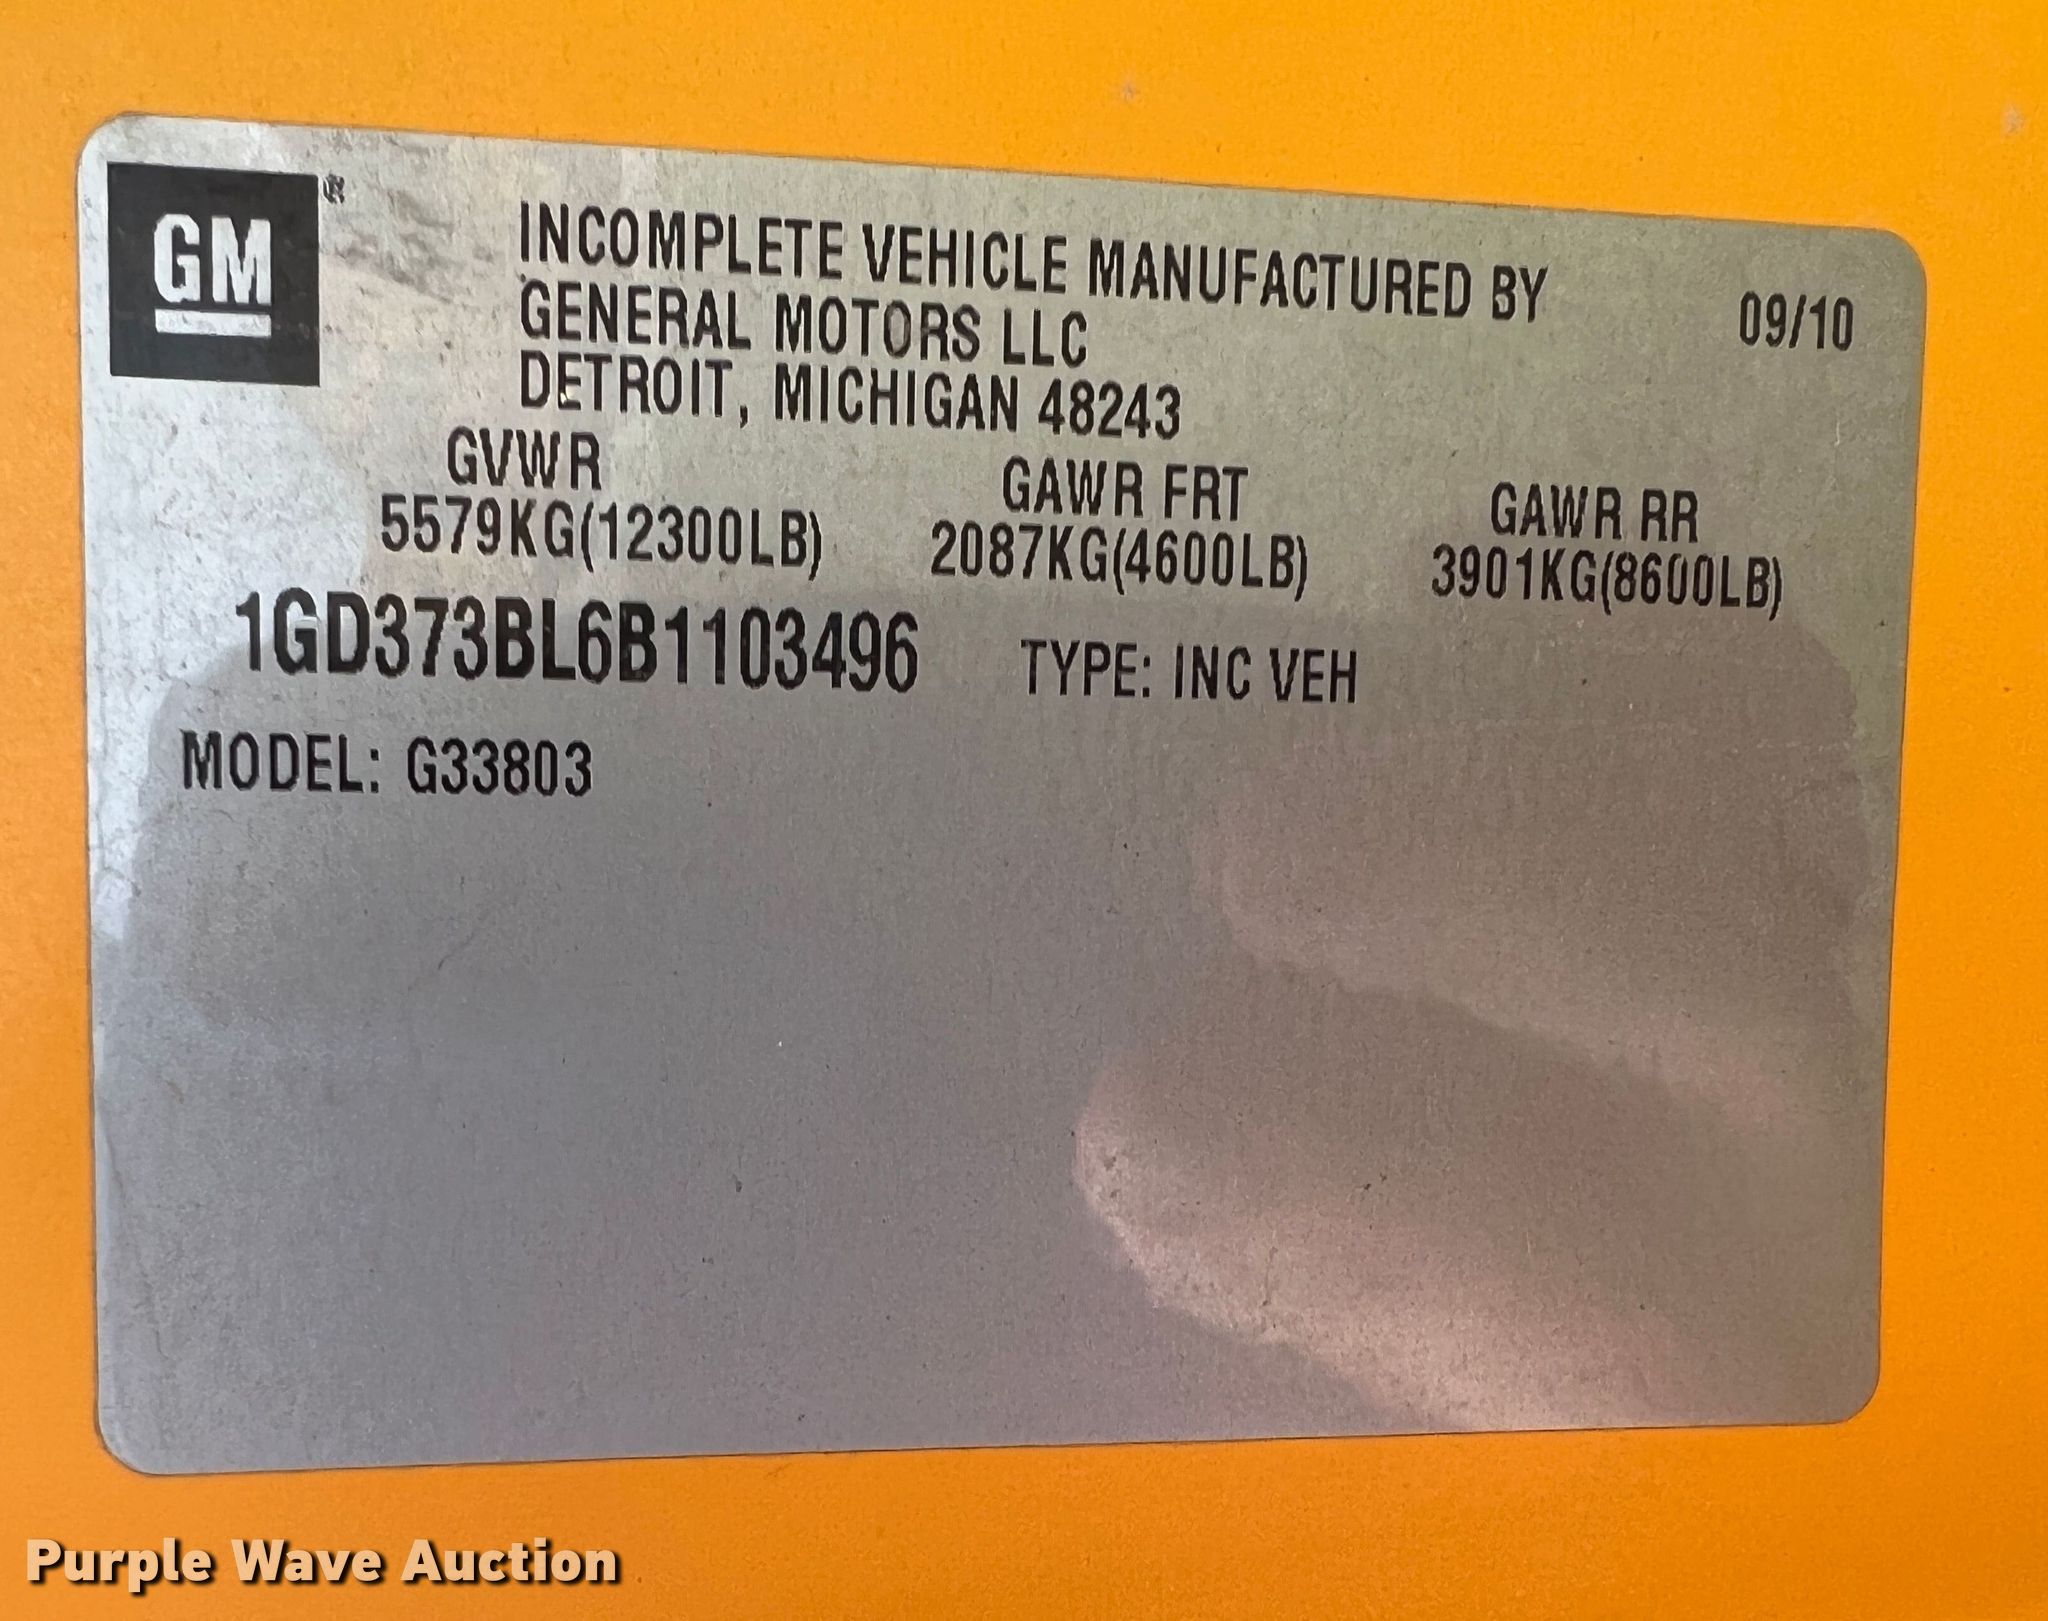 GM ®
INCOMPLETE VEHICLE MANUFACTURED BY
GENERAL MOTORS LLC
DETROIT, MICHIGAN 48243
09/10
GVWR GAWR FRT GAWR RR
5579KG(12300LB) 2087KG(4600LB) 3901KG(8600LB)
1GD373BL6B1103496 TYPE: INC VEH
MODEL: G33803
Purple Wave Auction